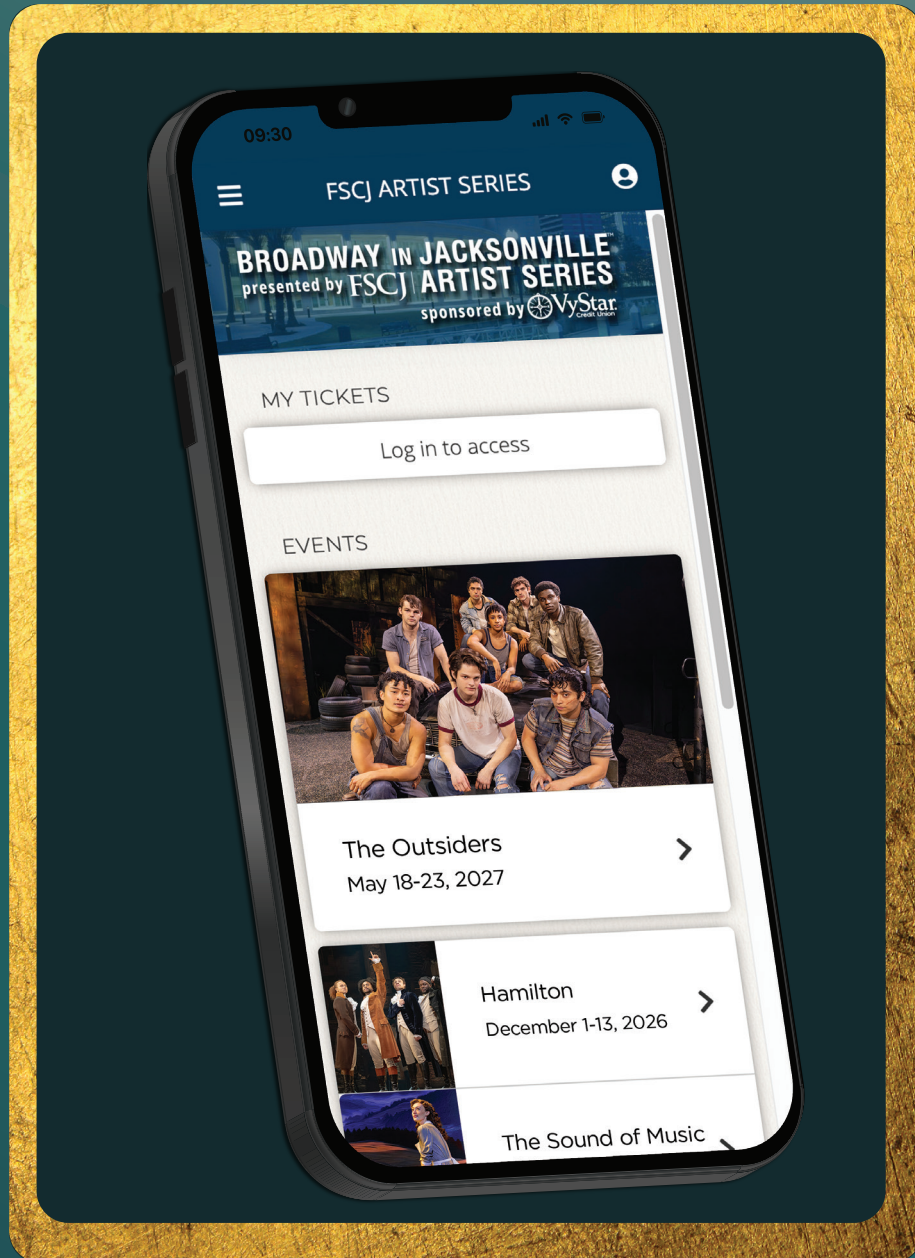 09:30
FSCJ ARTIST SERIES
BROADWAY IN JACKSONVILLE™
presented by FSCJ | ARTIST SERIES
sponsored by VyStar
Credit Union
MY TICKETS
Log in to access
EVENTS
The Outsiders
May 18-23, 2027
Hamilton
December 1-13, 2026
The Sound of Music